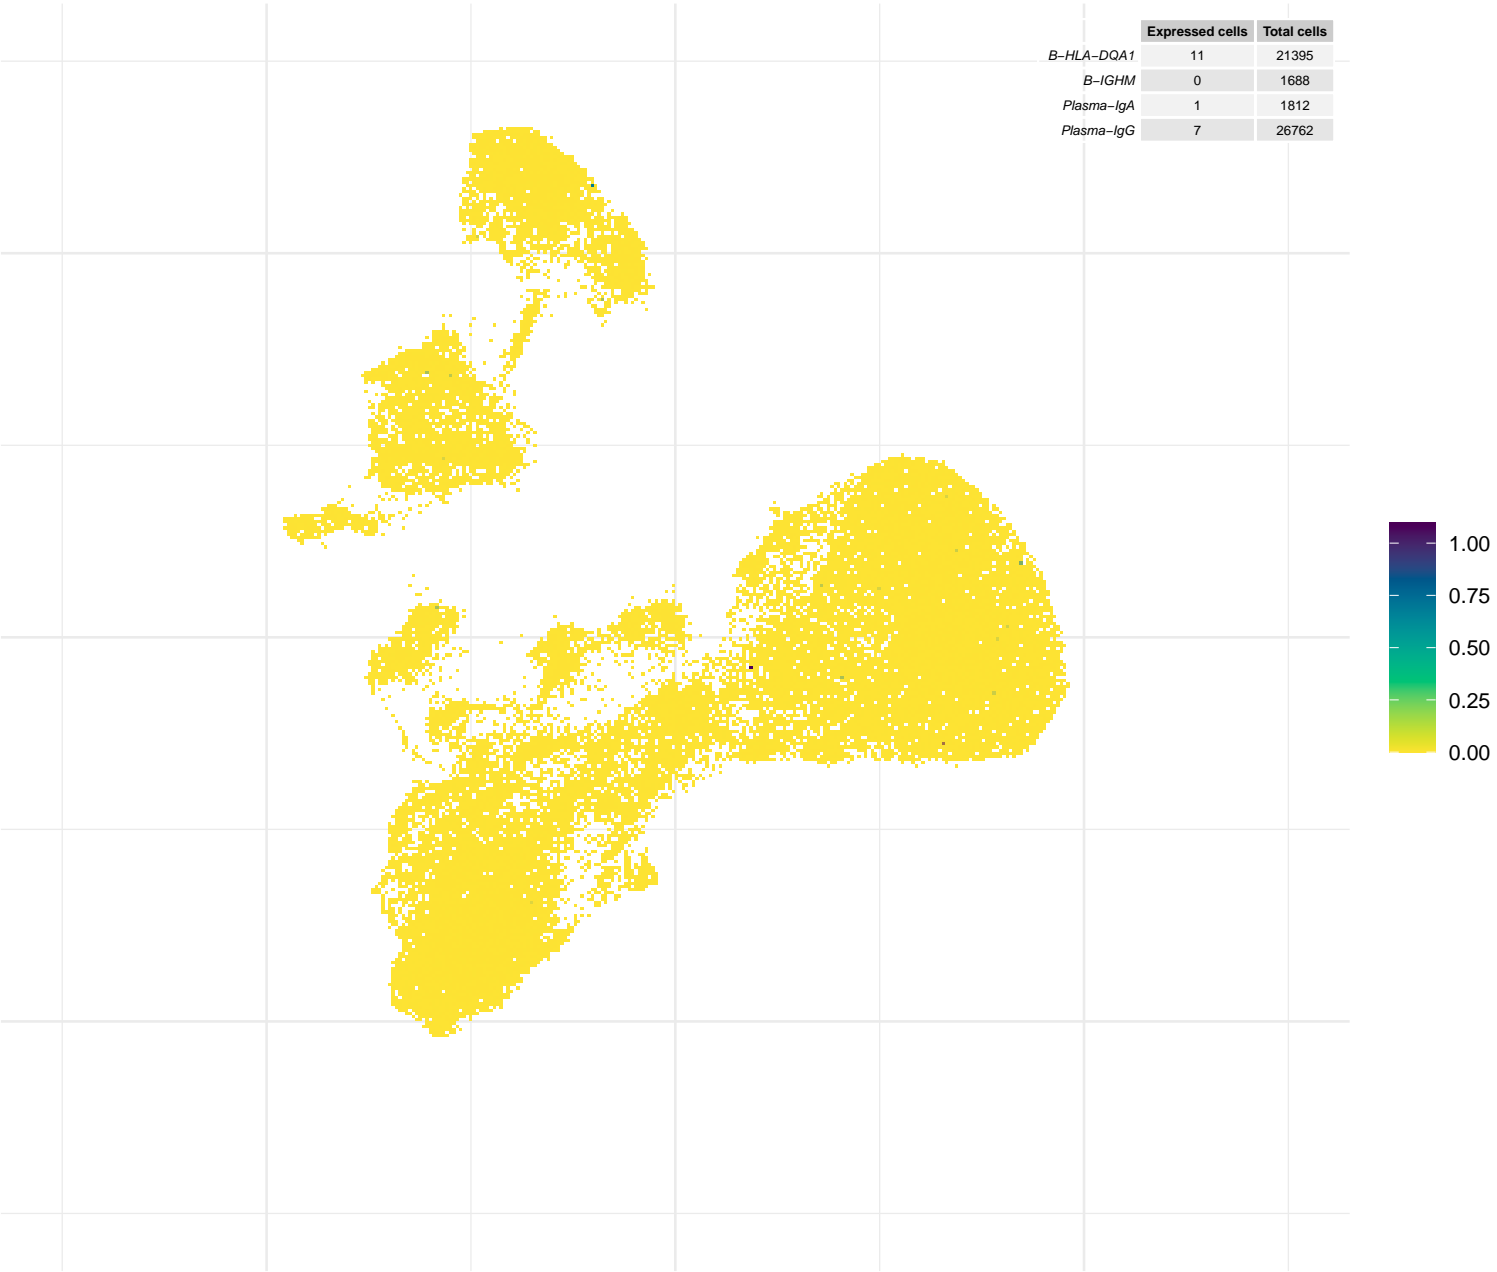 Expressed cells Total cells
B–HLA–DQA1 11 21395
B–IGHM 0 1688
Plasma–IgA 1 1812
Plasma–IgG 7 26762
1.00
0.75
0.50
0.25
0.00